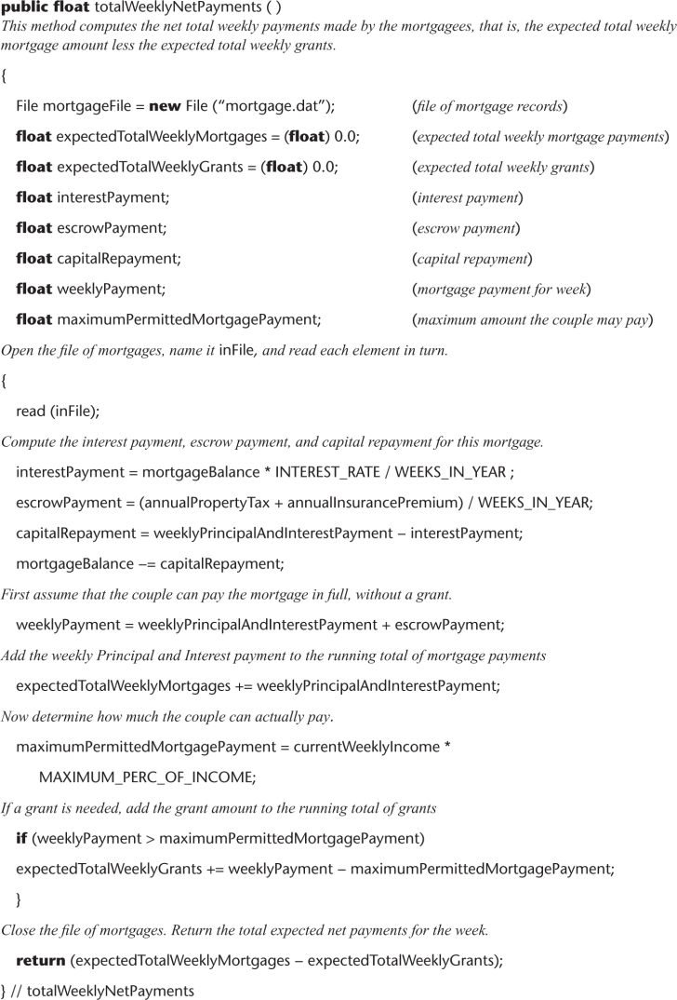 public float totalWeeklyNetPayments ( )
This method computes the net total weekly payments made by the mortgagees, that is, the expected total weekly
mortgage amount less the expected total weekly grants.
{
File mortgageFile = new File (“mortgage.dat”); (file of mortgage records)
float expectedTotalWeeklyMortgages = (float) 0.0; (expected total weekly mortgage payments)
float expectedTotalWeeklyGrants = (float) 0.0; (expected total weekly grants)
float interestPayment; (interest payment)
float escrowPayment; (escrow payment)
float capitalRepayment; (capital repayment)
float weeklyPayment; (mortgage payment for week)
float maximumPermittedMortgagePayment; (maximum amount the couple may pay)
Open the file of mortgages, name it inFile, and read each element in turn.
{
read (inFile);
Compute the interest payment, escrow payment, and capital repayment for this mortgage.
interestPayment = mortgageBalance * INTEREST_RATE / WEEKS_IN_YEAR ;
escrowPayment = (annualPropertyTax + annualInsurancePremium) / WEEKS_IN_YEAR;
capitalRepayment = weeklyPrincipalAndInterestPayment – interestPayment;
mortgageBalance –= capitalRepayment;
First assume that the couple can pay the mortgage in full, without a grant.
weeklyPayment = weeklyPrincipalAndInterestPayment + escrowPayment;
Add the weekly Principal and Interest payment to the running total of mortgage payments
expectedTotalWeeklyMortgages += weeklyPrincipalAndInterestPayment;
Now determine how much the couple can actually pay.
maximumPermittedMortgagePayment = currentWeeklyIncome *
MAXIMUM_PERC_OF_INCOME;
If a grant is needed, add the grant amount to the running total of grants
if (weeklyPayment > maximumPermittedMortgagePayment)
expectedTotalWeeklyGrants += weeklyPayment – maximumPermittedMortgagePayment;
}
Close the file of mortgages. Return the total expected net payments for the week.
return (expectedTotalWeeklyMortgages – expectedTotalWeeklyGrants);
} // totalWeeklyNetPayments